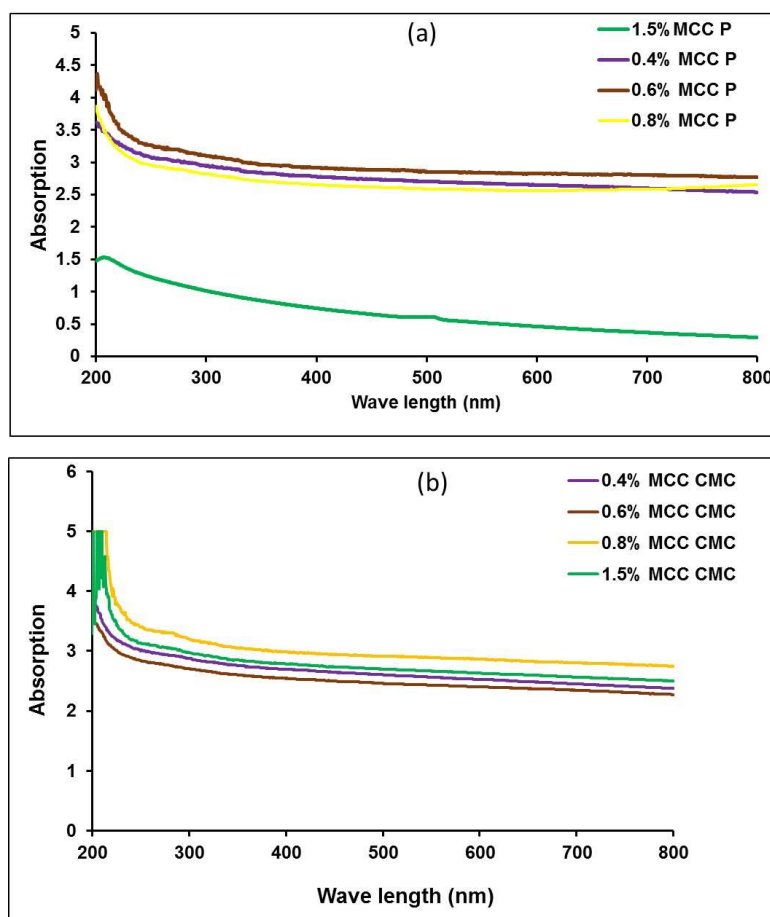 (a)
1.5% MCC P
0.4% MCC P
0.6% MCC P
0.8% MCC P
5
4.5
4
3.5
3
2.5
2
1.5
1
0.5
0
Absorption
200 300 400 500 600 700 800
Wave length (nm)
(b)
0.4% MCC CMC
0.6% MCC CMC
0.8% MCC CMC
1.5% MCC CMC
6
5
4
3
2
1
0
Absorption
200 300 400 500 600 700 800
Wave length (nm)